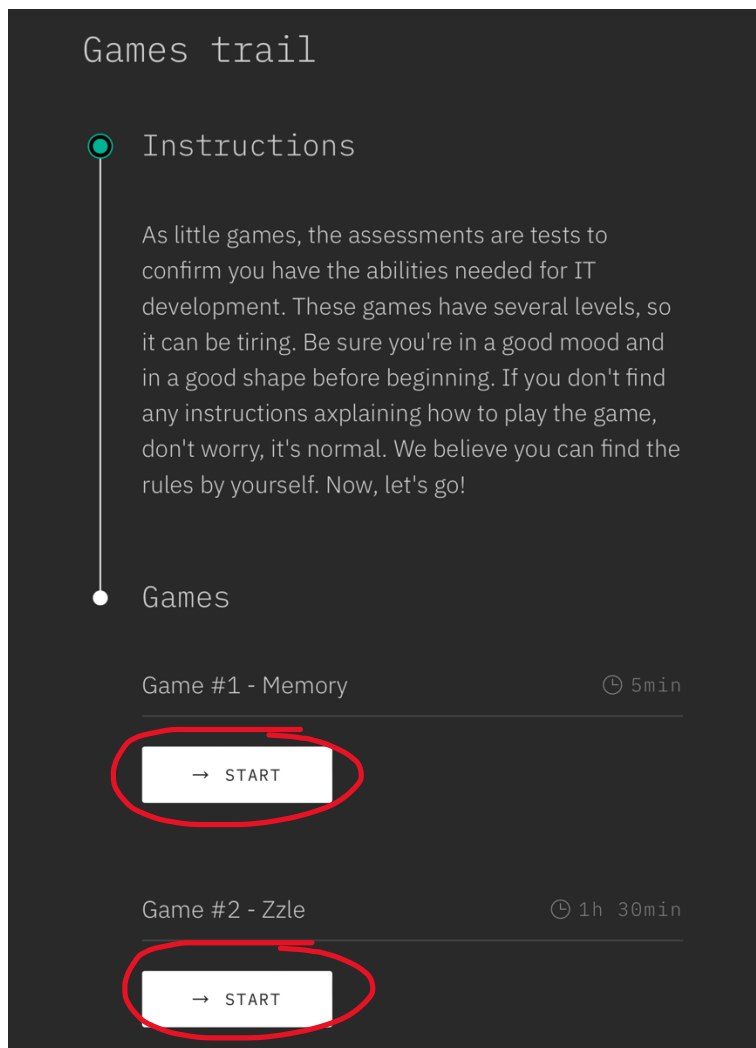 Games trail
Instructions
As little games, the assessments are tests to
confirm you have the abilities needed for IT
development. These games have several levels, so
it can be tiring. Be sure you're in a good mood and
in a good shape before beginning. If you don't find
any instructions axplaining how to play the game,
don't worry, it's normal. We believe you can find the
rules by yourself. Now, let's go!
Games
Game #1 - Memory 5min
→ START
Game #2 - Zzle 1h 30min
→ START